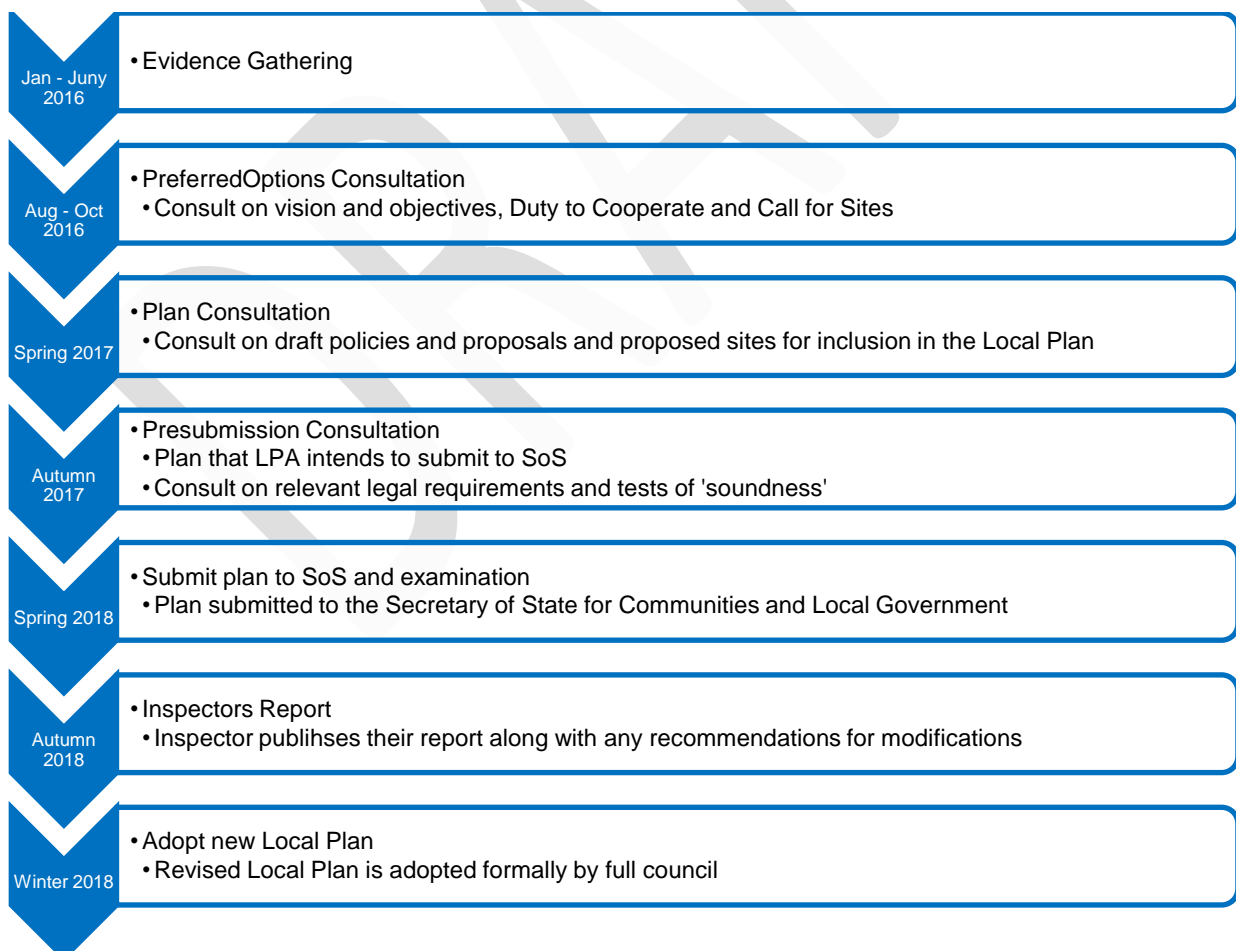 Jan - Juny
2016
• Evidence Gathering
Aug - Oct
2016
• PreferredOptions Consultation
• Consult on vision and objectives, Duty to Cooperate and Call for Sites
Spring 2017
• Plan Consultation
• Consult on draft policies and proposals and proposed sites for inclusion in the Local Plan
Autumn
2017
• Presubmission Consultation
• Plan that LPA intends to submit to SoS
• Consult on relevant legal requirements and tests of 'soundness'
Spring 2018
• Submit plan to SoS and examination
• Plan submitted to the Secretary of State for Communities and Local Government
Autumn
2018
• Inspectors Report
• Inspector publihses their report along with any recommendations for modifications
Winter 2018
• Adopt new Local Plan
• Revised Local Plan is adopted formally by full council